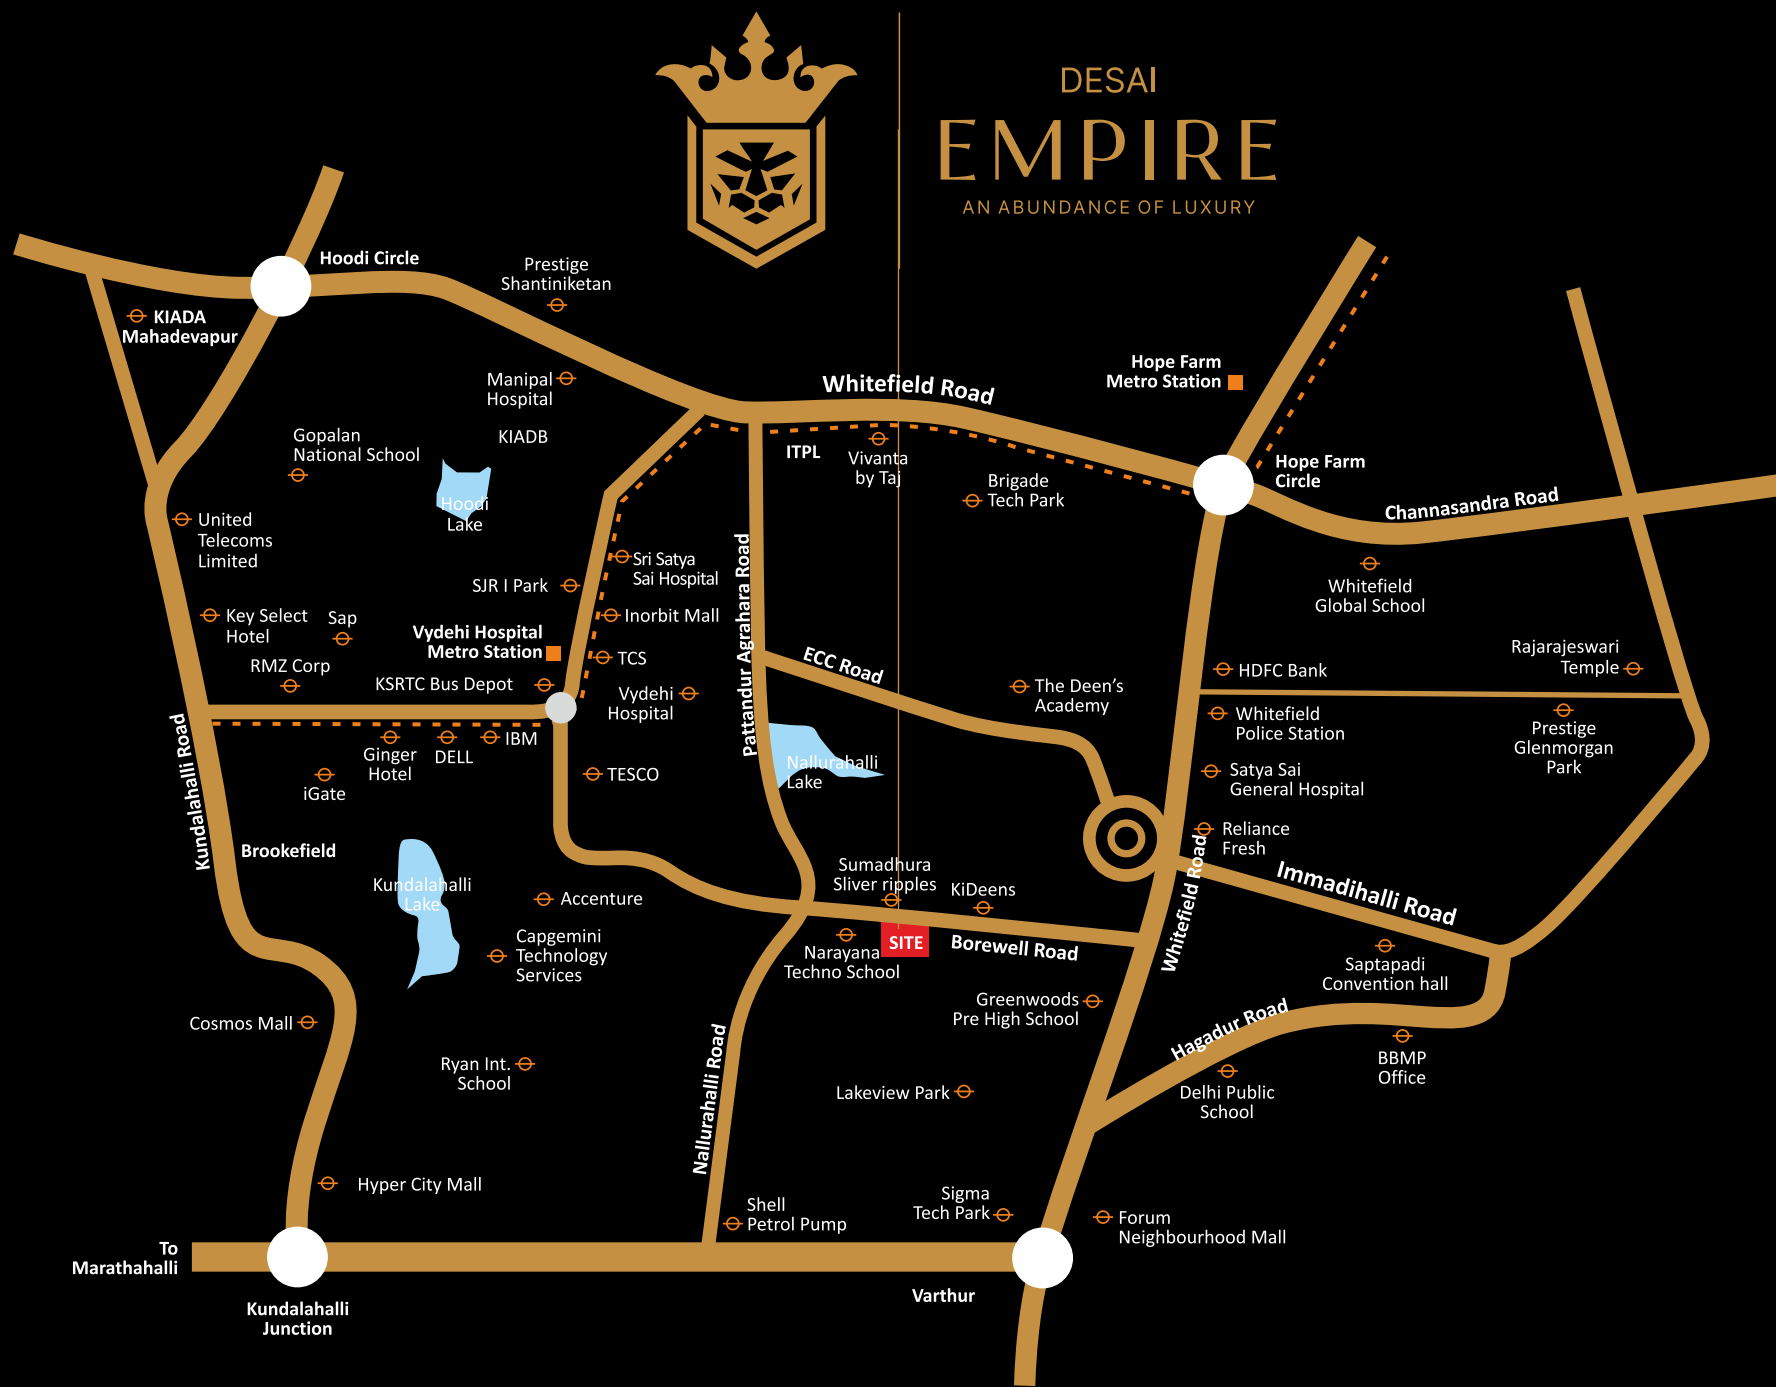 DESAI
EMPIRE
AN ABUNDANCE OF LUXURY
Hoodi Circle
Prestige
Shantiniketan
KIADA
Mahadevapur
Manipal
Hospital
KIADB
Whitefield Road
Hope Farm
Metro Station
Gopalan
National School
Hoodi
Lake
ITPL
Vivanta
by Taj
Brigade
Tech Park
Hope Farm
Circle
Channasandra Road
United
Telecoms
Limited
Sri Satya
Sai Hospital
SJR I Park
Inorbit Mall
Whitefield
Global School
Key Select
Hotel
Sap
Vydehi Hospital
Metro Station
TCS
Pattandur Agrahara Road
ECC Road
Rajarajeswari
Temple
RMZ Corp
KSRTC Bus Depot
Vydehi
Hospital
The Deen's
Academy
HDFC Bank
Whitefield
Police Station
Prestige
Glenmorgan
Park
Kundalahalli Road
Ginger
Hotel
DELL
IBM
iGate
TESCO
Nallurahalli
Lake
Satya Sai
General Hospital
Reliance
Fresh
Brookefield
Kundalahalli
Lake
Accenture
Sumadhura
Sliver ripples
KiDeens
Whitefield Road
Immadihalli Road
Capgemini
Technology
Services
Narayana
Techno School
SITE
Borewell Road
Saptapadi
Convention hall
Greenwoods
Pre High School
Hagadur Road
Cosmos Mall
Ryan Int.
School
Nallurahalli Road
Lakeview Park
Delhi Public
School
BBMP
Office
Hyper City Mall
Shell
Petrol Pump
Sigma
Tech Park
Forum
Neighbourhood Mall
To
Marathahalli
Kundalahalli
Junction
Varthur